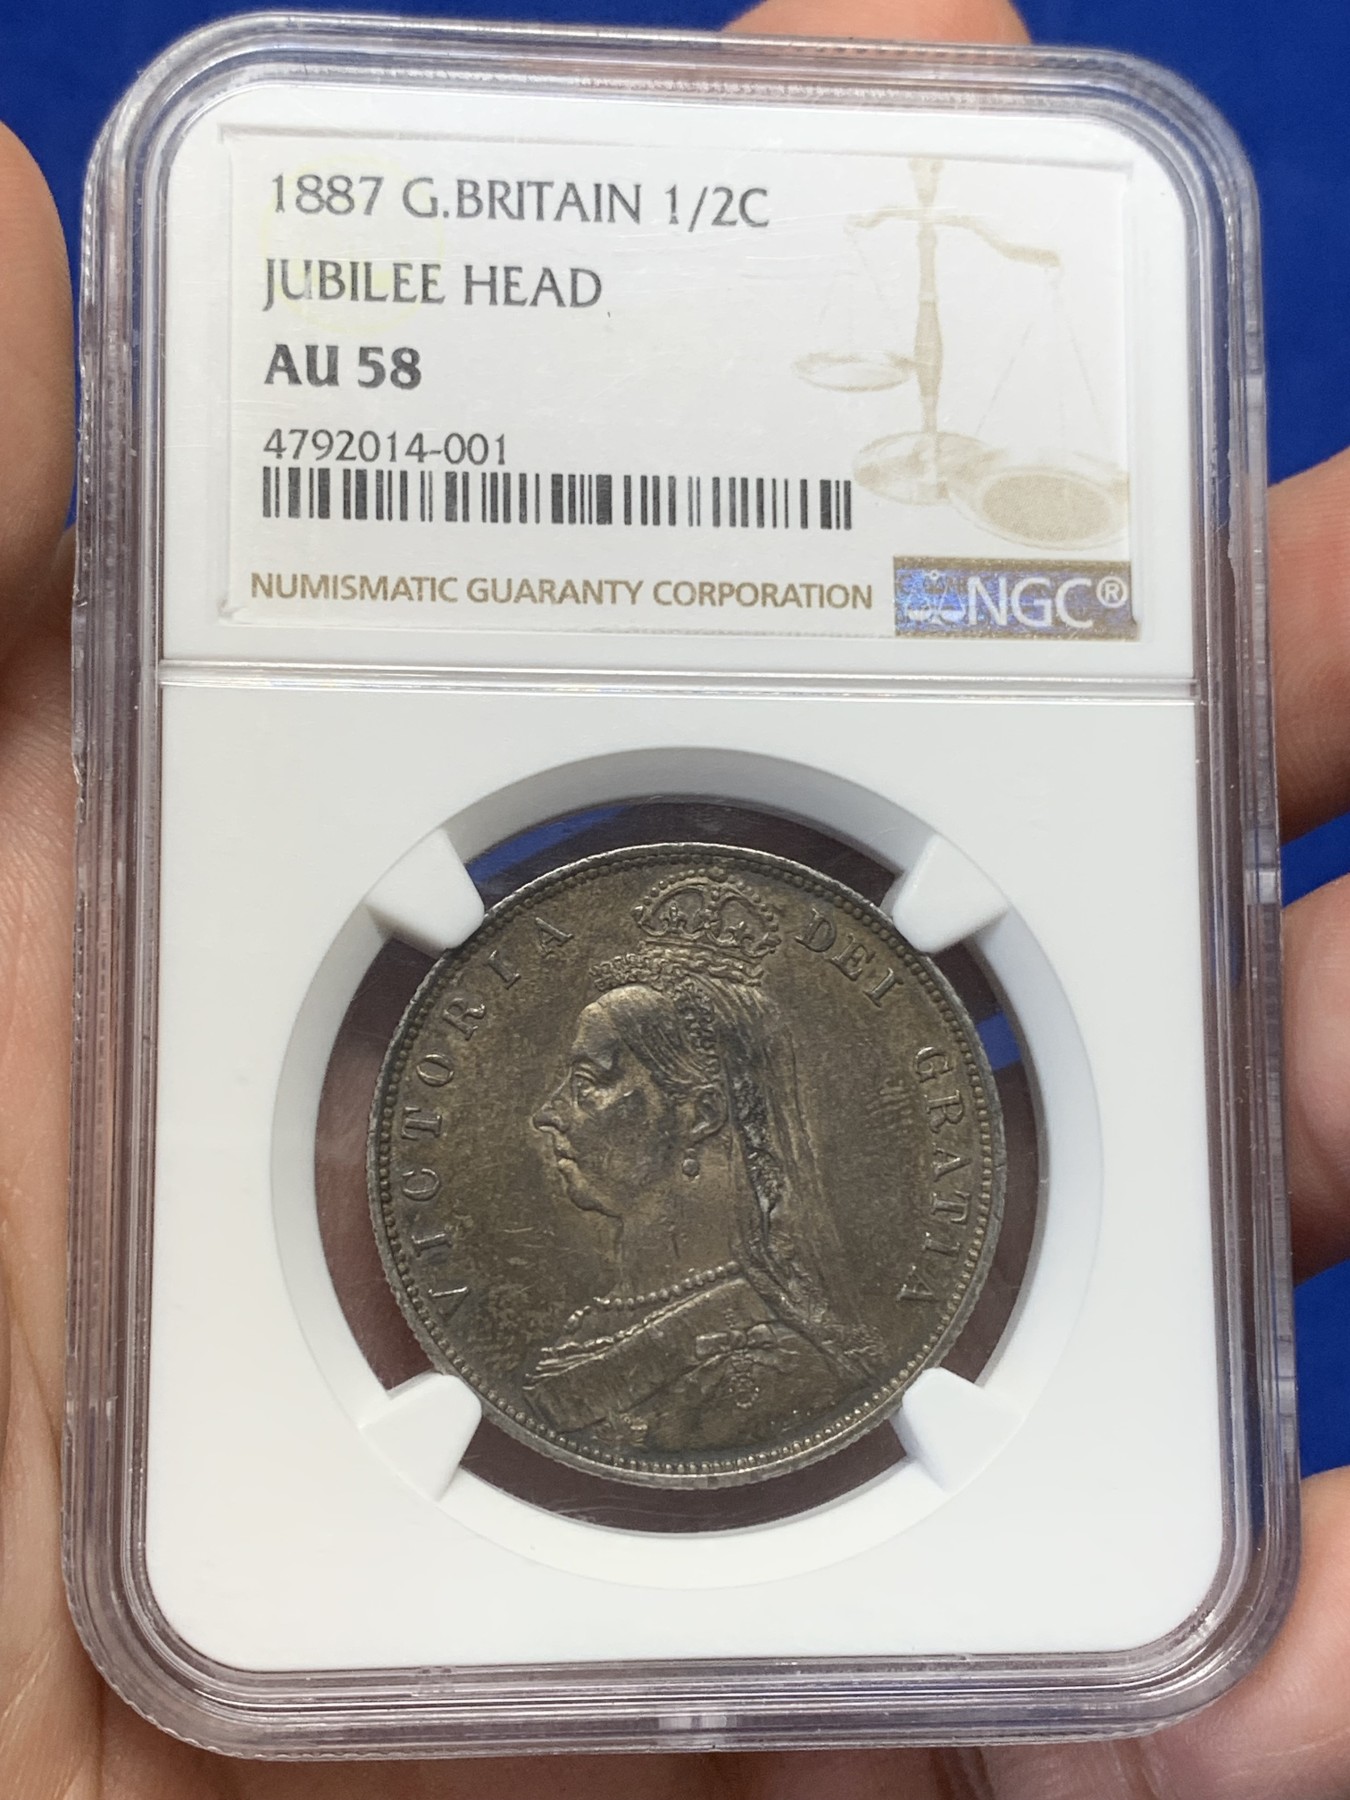 1887 G.BRITAIN 1/2C
JUBILEE HEAD
AU 58
4792014-001
NUMISMATIC GUARANTY CORPORATION
NGC®
VICTORIA DEI GRATIA